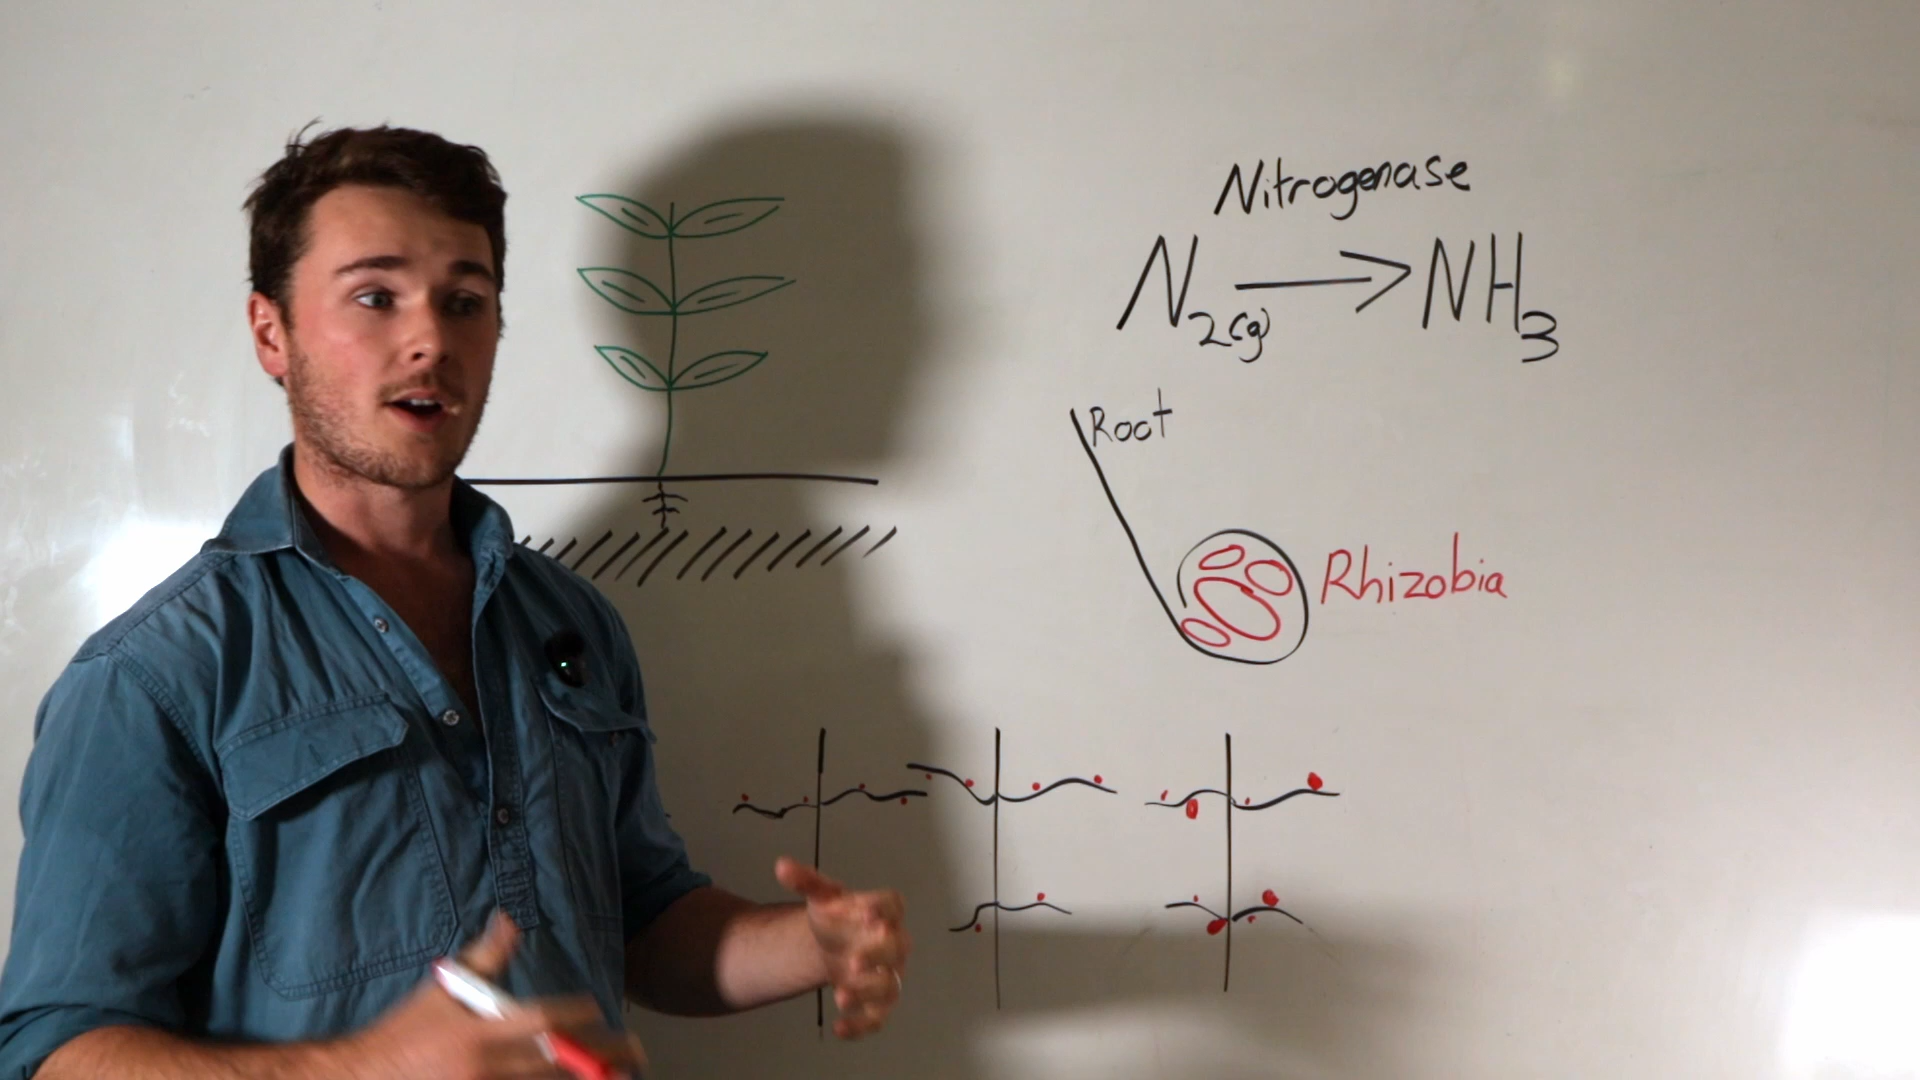 Nitrogenase
N2(g) → NH3
Root
Rhizobia